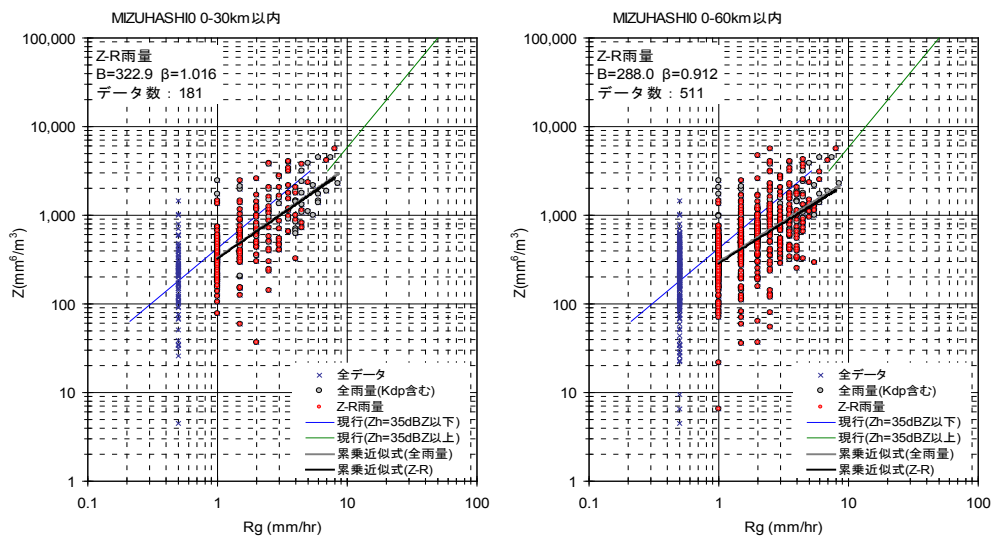 MIZUHASHI0 0-30km以内
100,000
10,000
1,000
100
10
1
Z(mm⁶/m³)
Z-R雨量
B=322.9 β=1.016
データ数：181
全データ
全雨量(Kdp含む)
Z-R雨量
現行(Zh=35dBZ以下)
現行(Zh=35dBZ以上)
累乗近似式(全雨量)
累乗近似式(Z-R)
0.1 1 10 100
Rg (mm/hr)
MIZUHASHI0 0-60km以内
100,000
10,000
1,000
100
10
1
Z(mm⁶/m³)
Z-R雨量
B=288.0 β=0.912
データ数：511
全データ
全雨量(Kdp含む)
Z-R雨量
現行(Zh=35dBZ以下)
現行(Zh=35dBZ以上)
累乗近似式(全雨量)
累乗近似式(Z-R)
0.1 1 10 100
Rg (mm/hr)